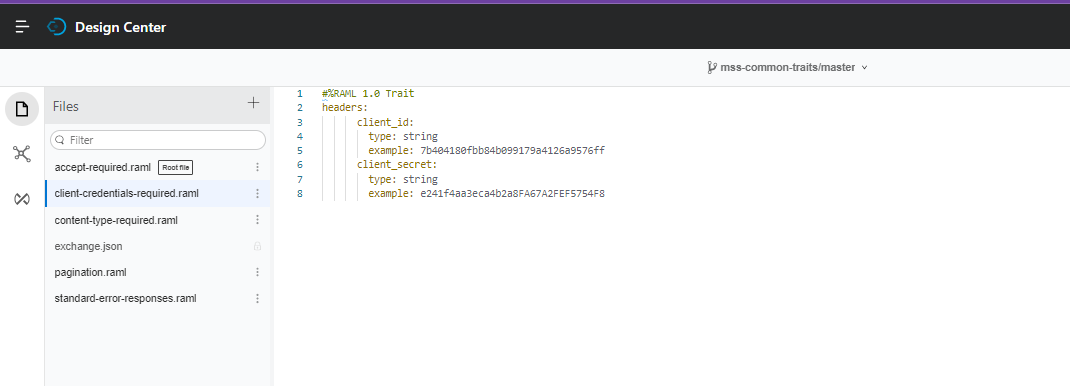 Design Center
mss-common-traits/master
Files
Filter
accept-required.raml Root file
client-credentials-required.raml
content-type-required.raml
exchange.json
pagination.raml
standard-error-responses.raml
1 #%RAML 1.0 Trait
2 headers:
3 client_id:
4 type: string
5 example: 7b404180fbb84b099179a4126a9576ff
6 client_secret:
7 type: string
8 example: e241f4aa3eca4b2a8FA67A2FEF5754F8